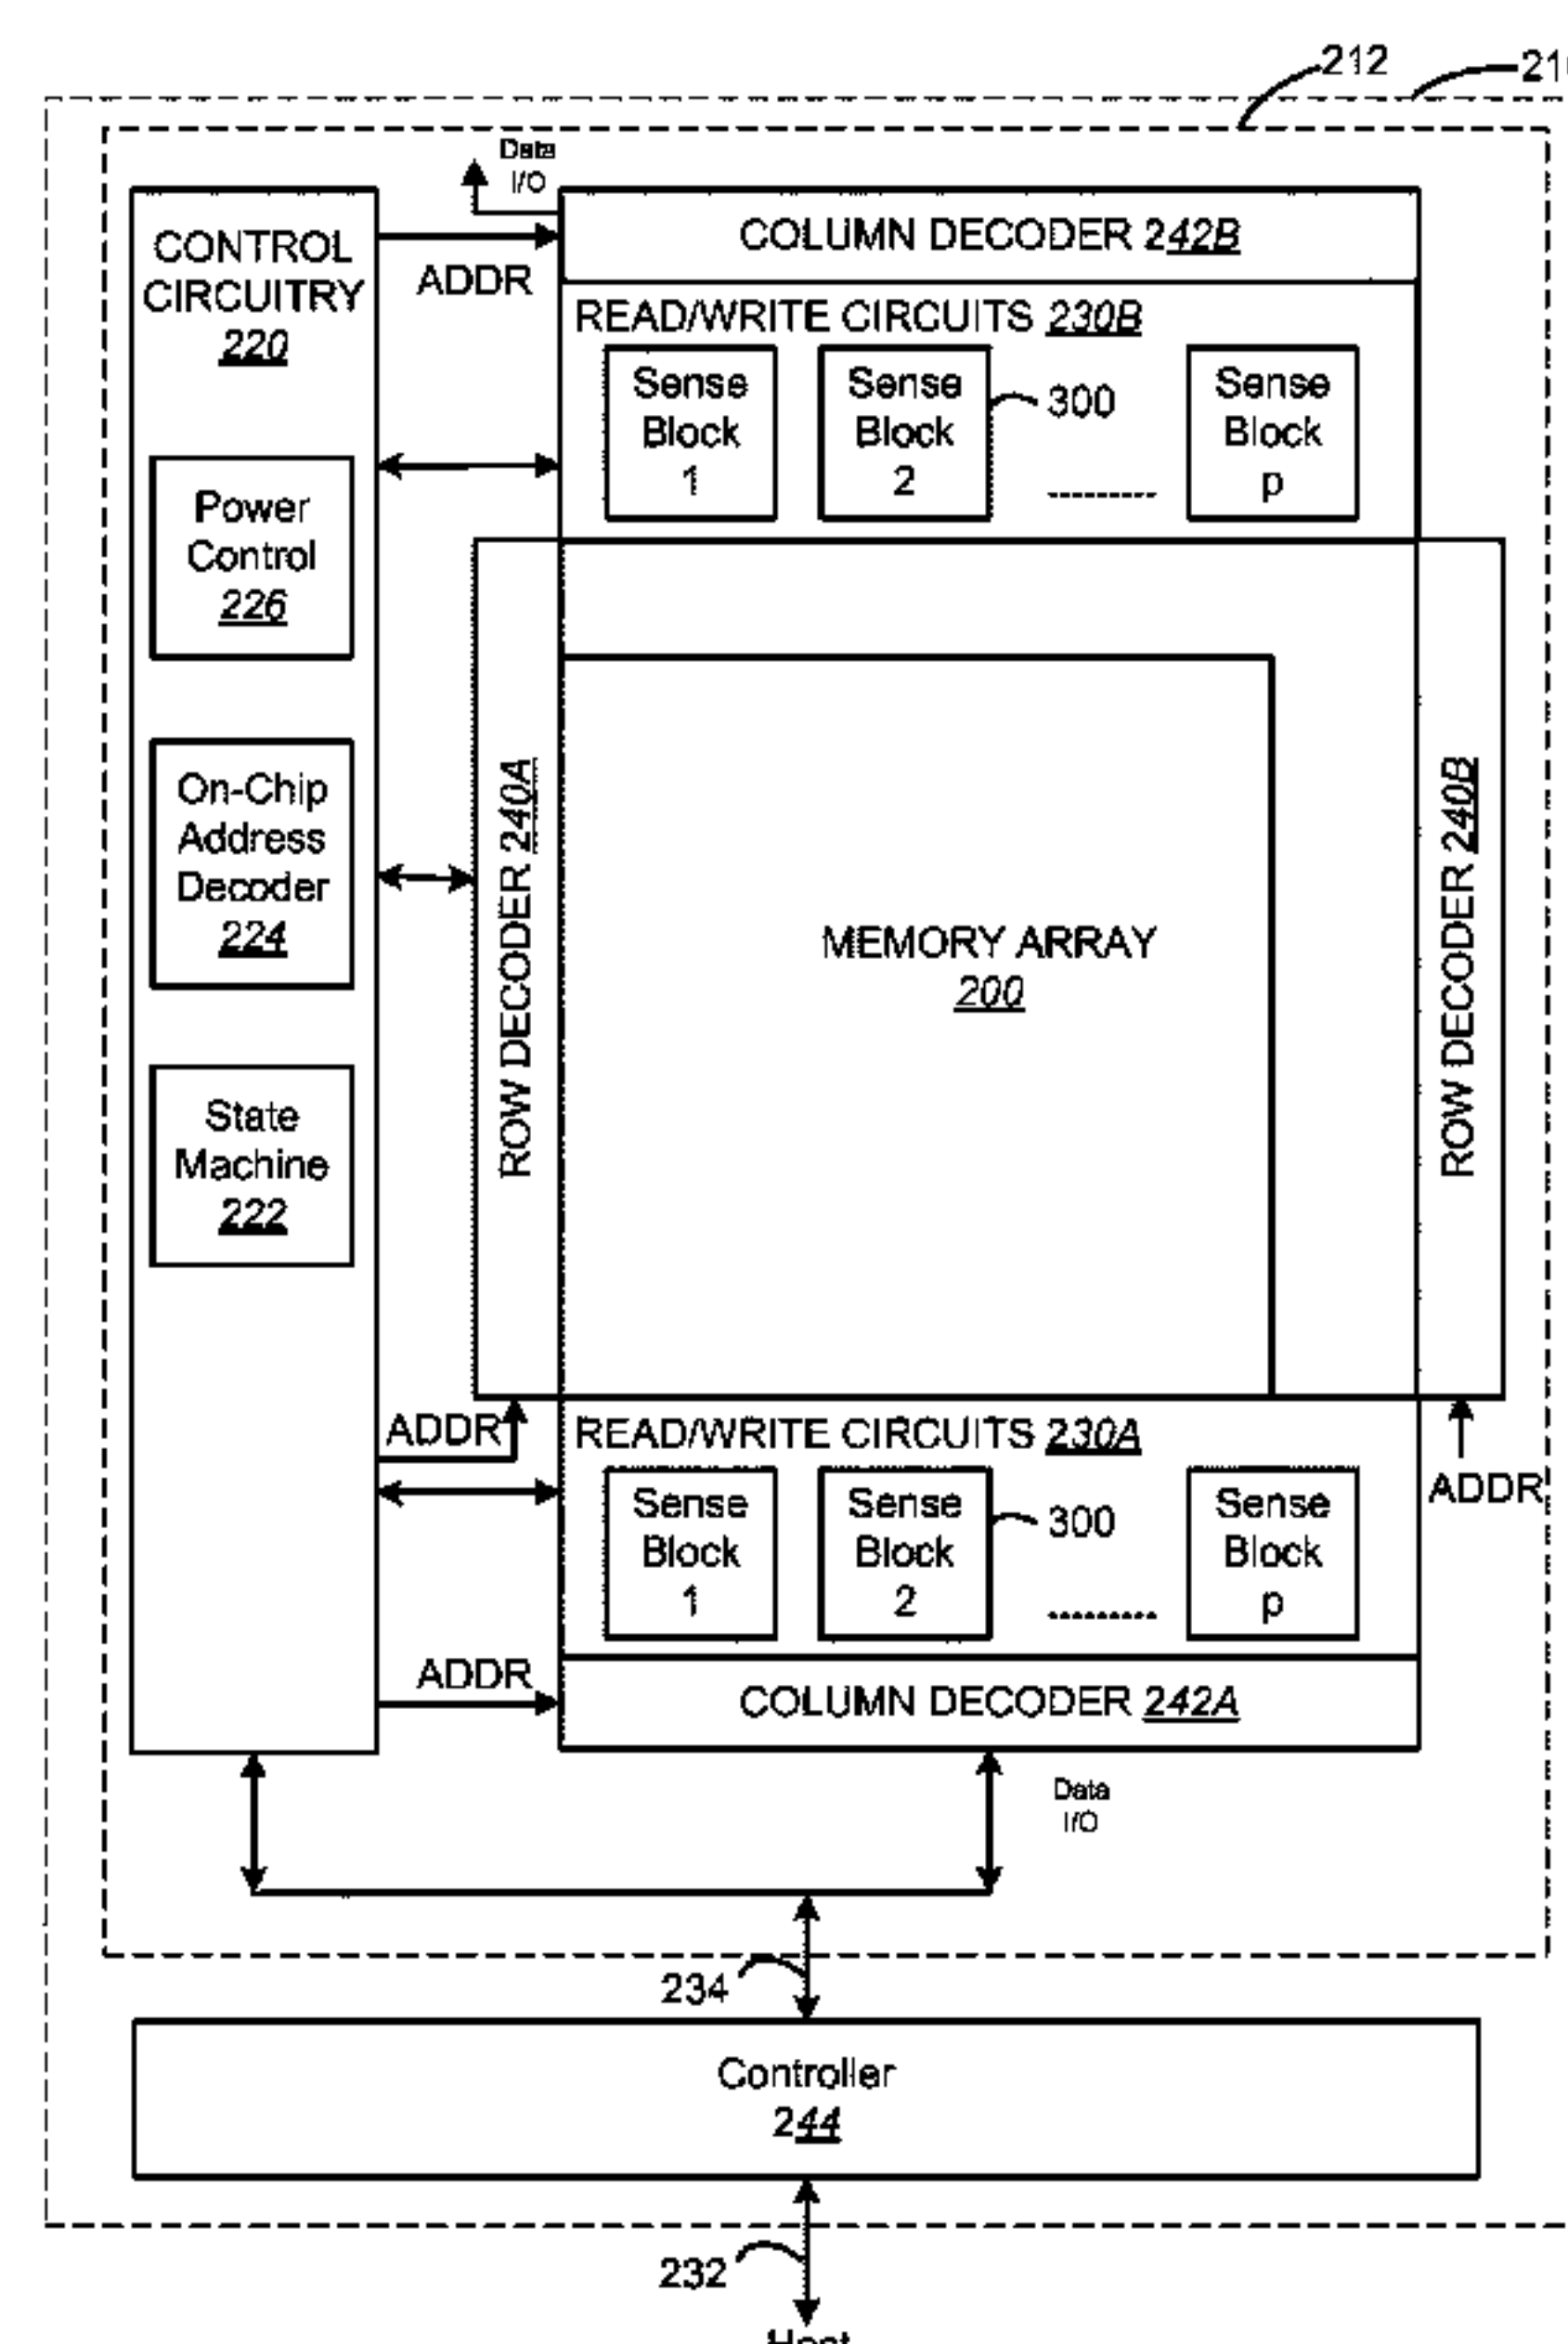 212
Data
I/O
CONTROL
CIRCUITRY
220
ADDR
COLUMN DECODER 242B
READ/WRITE CIRCUITS 230B
Sense
Block
1
Sense
Block
2
300
Sense
Block
p
Power
Control
226
On-Chip
Address
Decoder
224
State
Machine
222
ROW DECODER 240A
MEMORY ARRAY
200
ROW DECODER 240B
ADDR
READ/WRITE CIRCUITS 230A
Sense
Block
1
Sense
Block
2
300
Sense
Block
p
ADDR
ADDR
COLUMN DECODER 242A
Data
I/O
234
Controller
244
232